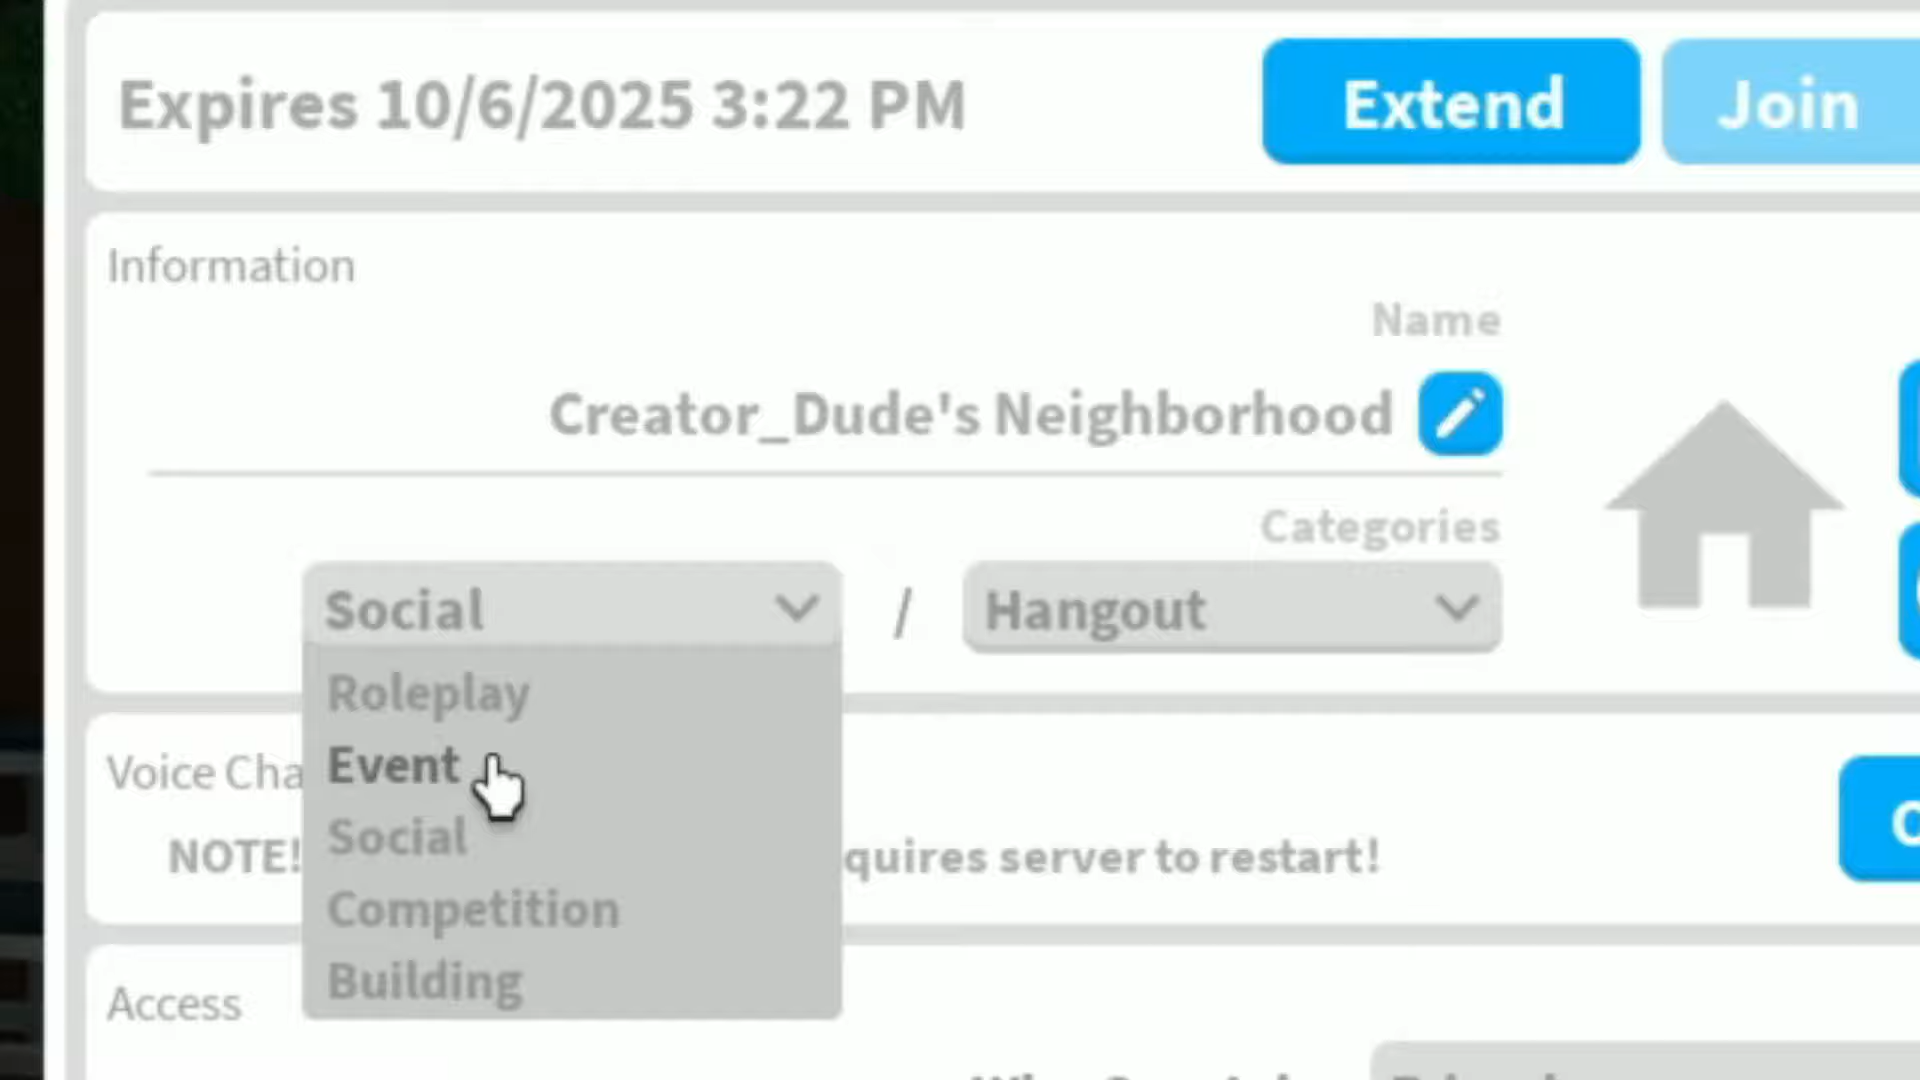 Expires 10/6/2025 3:22 PM
Extend
Join
Information
Name
Creator_Dude's Neighborhood
Categories
Social
/
Hangout
Roleplay
Event
Social
Competition
Building
Voice Cha
NOTE!
quires server to restart!
Access